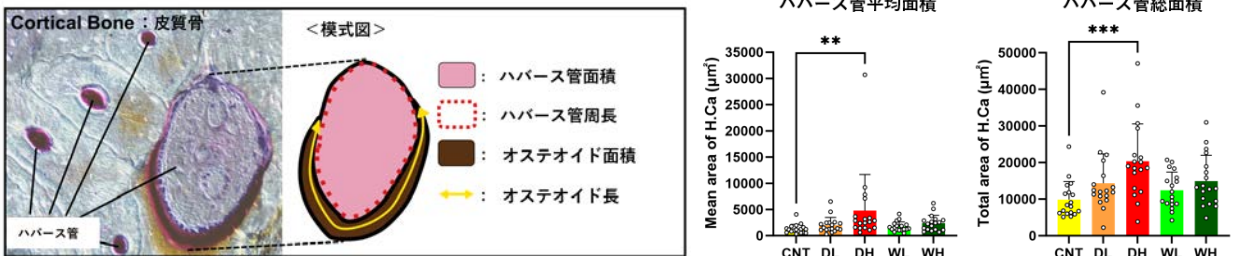 Cortical Bone：皮質骨
＜模式図＞
： ハバース管面積
： ハバース管周長
： オステオイド面積
： オステオイド長
ハバース管
ハバース管平均面積
Mean area of H.Ca (μm²)
35000
30000
25000
20000
15000
10000
5000
0
**
CNT DL DH WL WH
ハバース管総面積
Total area of H.Ca (μm²)
50000
40000
30000
20000
10000
0
***
CNT DL DH WL WH